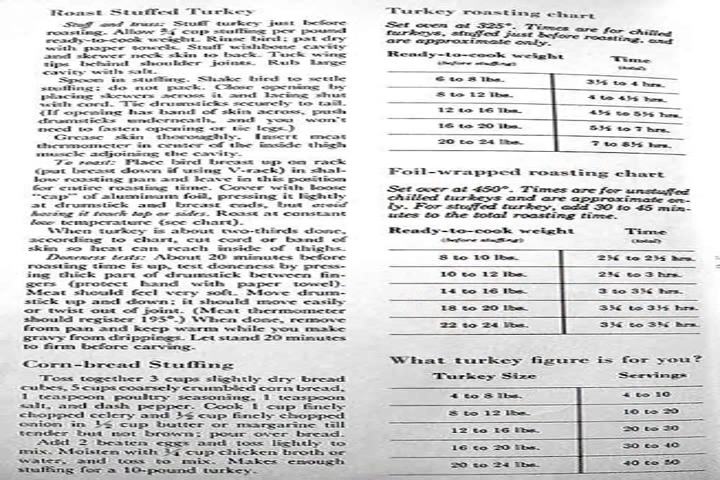 Roast Stuffed Turkey
Stuff and truss: Stuff turkey just before
roasting. Allow ¾ cup stuffing per pound
ready-to-cook weight. Rinse bird; pat dry
with paper towels. Stuff wishbone cavity
and skewer neck skin to back. Tuck wing
tips behind shoulder joints. Rub large
cavity with salt.
Spoon in stuffing. Shake bird to settle
stuffing; do not pack. Close opening by
placing skewers across it and lacing shut
with cord. Tie drumsticks securely to tail.
(If opening has band of skin across, push
drumsticks underneath, and you won't
need to fasten opening or tie legs.)
Grease skin thoroughly. Insert meat
thermometer in center of the inside thigh
muscle adjoining the cavity.
To roast: Place bird breast up on rack
(put breast down if using V-rack) in shal-
low roasting pan and leave in this position
for entire roasting time. Cover with loose
"cap" of aluminum foil, pressing it lightly
at drumstick and breast ends, but avoid
having it touch top or sides. Roast at constant
low temperature (see chart).
When turkey is about two-thirds done,
according to chart, cut cord or band of
skin so heat can reach inside of thighs.
Doneness tests: About 20 minutes before
roasting time is up, test doneness by press-
ing thick part of drumstick between fin-
gers (protect hand with paper towel).
Meat should feel very soft. Move drum-
stick up and down; it should move easily
or twist out of joint. (Meat thermometer
should register 195°.) When done, remove
from pan and keep warm while you make
gravy from drippings. Let stand 20 minutes
to firm before carving.
Corn-bread Stuffing
Toss together 3 cups slightly dry bread
cubes, 5 cups coarsely crumbled corn bread,
1 teaspoon poultry seasoning, 1 teaspoon
salt, and dash pepper. Cook 1 cup finely
chopped celery and ½ cup finely chopped
onion in ½ cup butter or margarine till
tender but not brown; pour over bread.
Add 2 beaten eggs and toss lightly to
mix. Moisten with ¾ cup chicken broth or
water, and toss to mix. Makes enough
stuffing for a 10-pound turkey.
Turkey roasting chart
Set oven at 325°. Times are for chilled
turkeys, stuffed just before roasting, and
are approximate only.
Ready-to-cook weight Time
(before stuffing) (total)
6 to 8 lbs. 3½ to 4 hrs.
8 to 12 lbs. 4 to 4½ hrs.
12 to 16 lbs. 4½ to 5½ hrs.
16 to 20 lbs. 5½ to 7 hrs.
20 to 24 lbs. 7 to 8½ hrs.
Foil-wrapped roasting chart
Set over at 450°. Times are for unstuffed
chilled turkeys and are approximate on-
ly. For stuffed turkey, add 30 to 45 min-
utes to the total roasting time.
Ready-to-cook weight Time
(before stuffing) (total)
8 to 10 lbs. 2¼ to 2½ hrs.
10 to 12 lbs. 2¾ to 3 hrs.
14 to 16 lbs. 3 to 3¼ hrs.
18 to 20 lbs. 3¼ to 3½ hrs.
22 to 24 lbs. 3¼ to 3¾ hrs.
What turkey figure is for you?
Turkey Size Servings
4 to 8 lbs. 4 to 10
8 to 12 lbs. 10 to 20
12 to 16 lbs. 20 to 30
16 to 20 lbs. 30 to 40
20 to 24 lbs. 40 to 50